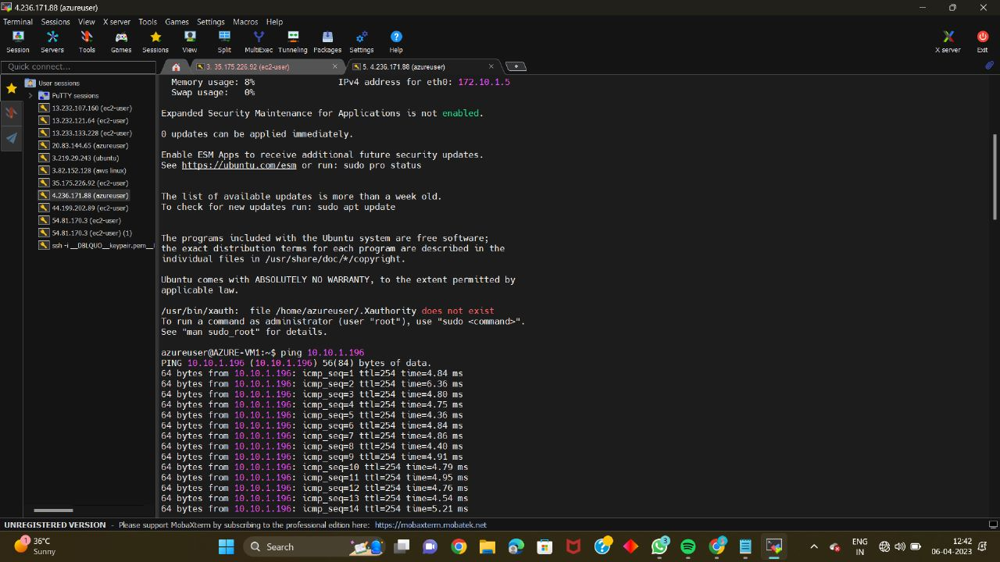 4.236.171.88 (azureuser)
Terminal Sessions View X server Tools Games Settings Macros Help
Session Servers Tools Games Sessions View Split MultiExec Tunneling Packages Settings Help X server Exit
Quick connect...
3. 35.175.226.92 (ec2-user)
5. 4.236.171.88 (azureuser)
User sessions
PuTTY sessions
13.232.107.160 (ec2-user)
13.232.121.64 (ec2-user)
13.233.133.228 (ec2-user)
20.83.144.65 (azureuser)
3.219.29.243 (ubuntu)
3.82.152.128 (aws linux)
35.175.226.92 (ec2-user)
4.236.171.88 (azureuser)
44.199.202.89 (ec2-user)
54.81.170.3 (ec2-user)
54.81.170.3 (ec2-user) (1)
ssh -i __DBLQUO__keypair.pem__
Memory usage: 8% IPv4 address for eth0: 172.10.1.5
Swap usage: 0%
Expanded Security Maintenance for Applications is not enabled.
0 updates can be applied immediately.
Enable ESM Apps to receive additional future security updates.
See https://ubuntu.com/esm or run: sudo pro status
The list of available updates is more than a week old.
To check for new updates run: sudo apt update
The programs included with the Ubuntu system are free software;
the exact distribution terms for each program are described in the
individual files in /usr/share/doc/*/copyright.
Ubuntu comes with ABSOLUTELY NO WARRANTY, to the extent permitted by
applicable law.
/usr/bin/xauth: file /home/azureuser/.Xauthority does not exist
To run a command as administrator (user "root"), use "sudo <command>".
See "man sudo_root" for details.
azureuser@AZURE-VM1:~$ ping 10.10.1.196
PING 10.10.1.196 (10.10.1.196) 56(84) bytes of data.
64 bytes from 10.10.1.196: icmp_seq=1 ttl=254 time=4.84 ms
64 bytes from 10.10.1.196: icmp_seq=2 ttl=254 time=6.36 ms
64 bytes from 10.10.1.196: icmp_seq=3 ttl=254 time=4.80 ms
64 bytes from 10.10.1.196: icmp_seq=4 ttl=254 time=4.75 ms
64 bytes from 10.10.1.196: icmp_seq=5 ttl=254 time=4.36 ms
64 bytes from 10.10.1.196: icmp_seq=6 ttl=254 time=4.84 ms
64 bytes from 10.10.1.196: icmp_seq=7 ttl=254 time=4.86 ms
64 bytes from 10.10.1.196: icmp_seq=8 ttl=254 time=4.40 ms
64 bytes from 10.10.1.196: icmp_seq=9 ttl=254 time=4.91 ms
64 bytes from 10.10.1.196: icmp_seq=10 ttl=254 time=4.79 ms
64 bytes from 10.10.1.196: icmp_seq=11 ttl=254 time=4.95 ms
64 bytes from 10.10.1.196: icmp_seq=12 ttl=254 time=4.76 ms
64 bytes from 10.10.1.196: icmp_seq=13 ttl=254 time=4.54 ms
64 bytes from 10.10.1.196: icmp_seq=14 ttl=254 time=5.21 ms
UNREGISTERED VERSION - Please support MobaXterm by subscribing to the professional edition here: https://mobaxterm.mobatek.net
1
36°C
Sunny
Search
3
ENG
IN
12:42
06-04-2023